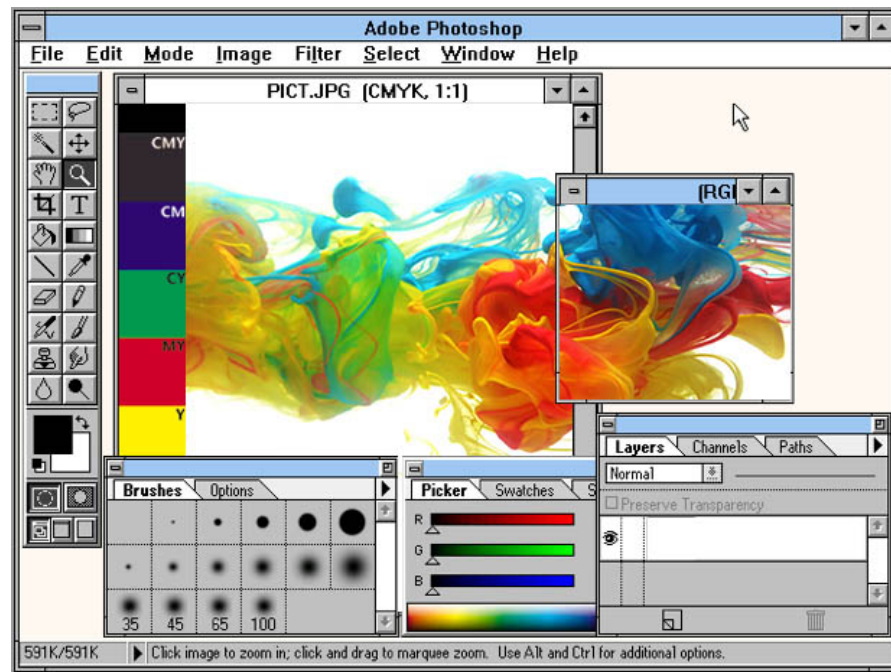 Adobe Photoshop
File Edit Mode Image Filter Select Window Help
PICT.JPG (CMYK, 1:1)
CMY
CM
CY
MY
Y
T
Brushes Options
35 45 65 100
Picker Swatches
R
G
B
Layers Channels Paths
Normal
Preserve Transparency
591K/591K Click image to zoom in; click and drag to marquee zoom. Use Alt and Ctrl for additional options.